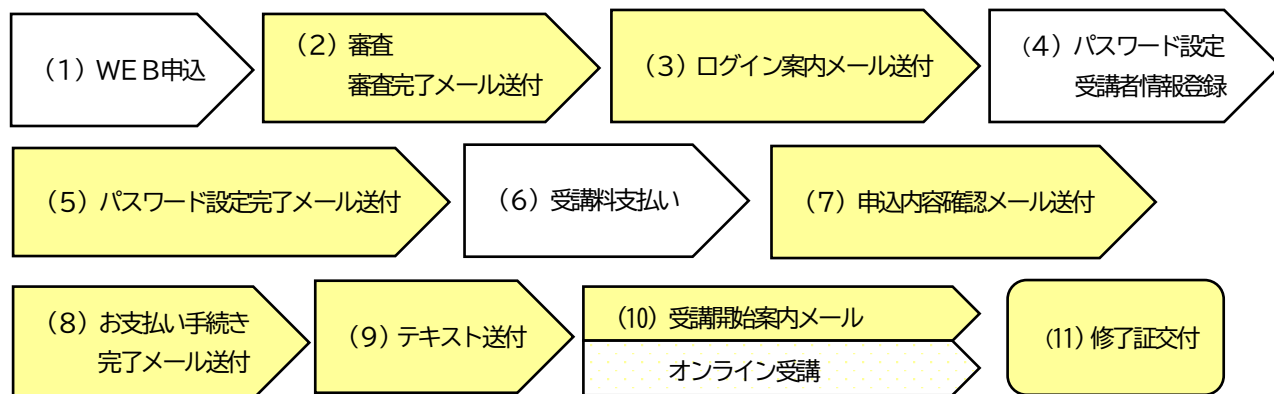 （1）ＷＥＢ申込
（2）審査
審査完了メール送付
（3）ログイン案内メール送付
（4）パスワード設定
受講者情報登録
（5）パスワード設定完了メール送付
（6）受講料支払い
（7）申込内容確認メール送付
（8）お支払い手続き
完了メール送付
（9）テキスト送付
（10）受講開始案内メール
オンライン受講
（11）修了証交付